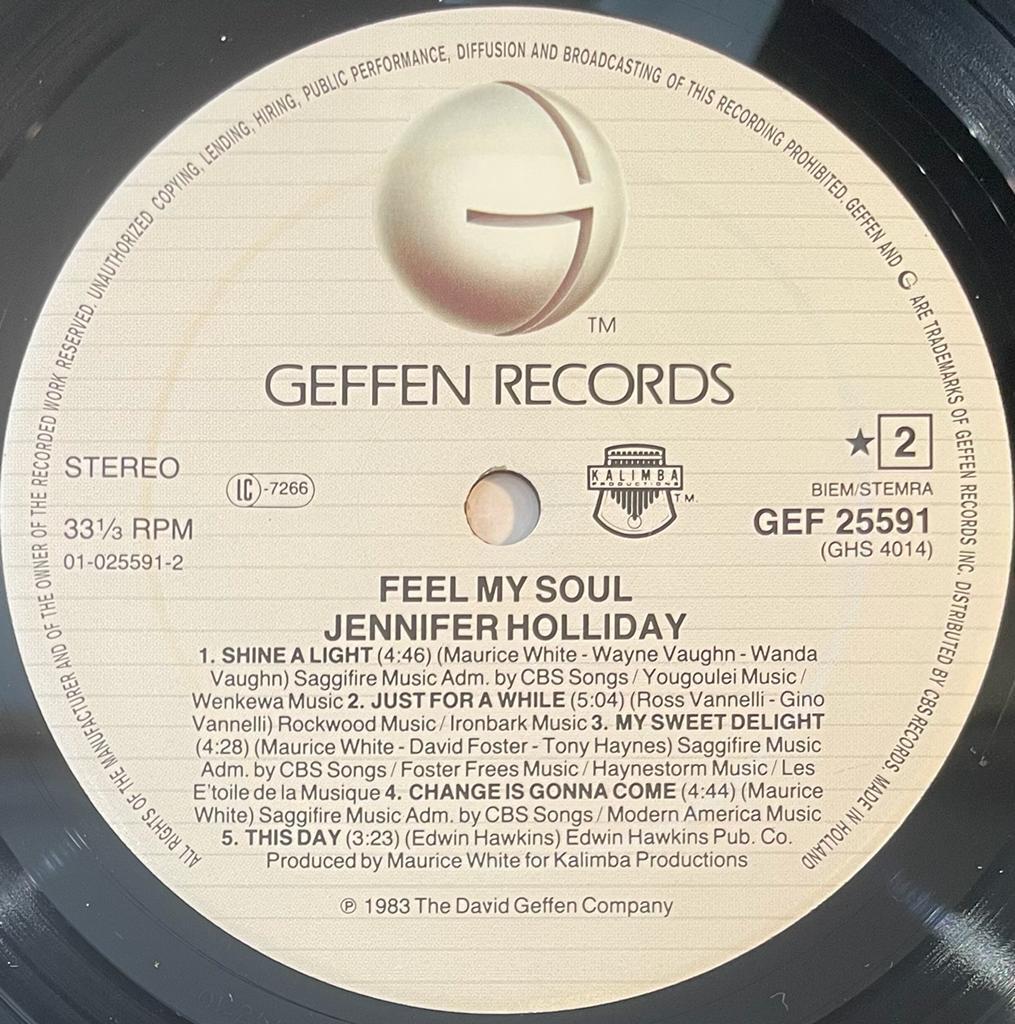 ALL RIGHTS OF THE MANUFACTURER AND OF THE OWNER OF THE RECORDED WORK RESERVED. UNAUTHORIZED COPYING, LENDING, HIRING, PUBLIC PERFORMANCE, DIFFUSION AND BROADCASTING OF THIS RECORDING PROHIBITED. GEFFEN AND G ARE TRADEMARKS OF GEFFEN RECORDS INC. DISTRIBUTED BY CBS RECORDS. MADE IN HOLLAND
TM
GEFFEN RECORDS
STEREO
LC-7266
33⅓ RPM
01-025591-2
KALIMBA
PRODUCTIONS
T.M.
★ 2
BIEM/STEMRA
GEF 25591
(GHS 4014)
FEEL MY SOUL
JENNIFER HOLLIDAY
1. SHINE A LIGHT (4:46) (Maurice White - Wayne Vaughn - Wanda
Vaughn) Saggifire Music Adm. by CBS Songs / Yougoulei Music /
Wenkewa Music 2. JUST FOR A WHILE (5:04) (Ross Vannelli - Gino
Vannelli) Rockwood Music / Ironbark Music 3. MY SWEET DELIGHT
(4:28) (Maurice White - David Foster - Tony Haynes) Saggifire Music
Adm. by CBS Songs / Foster Frees Music / Haynestorm Music / Les
E'toile de la Musique 4. CHANGE IS GONNA COME (4:44) (Maurice
White) Saggifire Music Adm. by CBS Songs / Modern America Music
5. THIS DAY (3:23) (Edwin Hawkins) Edwin Hawkins Pub. Co.
Produced by Maurice White for Kalimba Productions
℗ 1983 The David Geffen Company